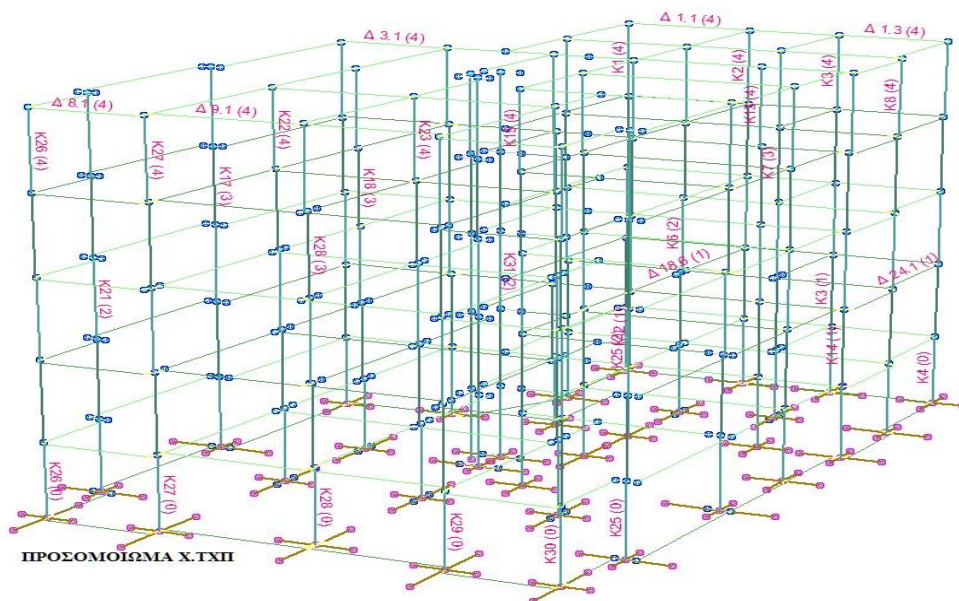 Δ 1.1 (4)
Δ 3.1 (4)
Δ 1.3 (4)
Δ 8.1 (4)
Δ 9.1 (4)
K1 (4)
K2 (4)
K3 (4)
K8 (4)
K26 (4)
K27 (4)
K22 (4)
K23 (4)
K19 (4)
K7 (3)
K17 (3)
K18 (3)
K28 (3)
K6 (2)
K21 (2)
K31 (2)
Δ 18.6 (1)
Δ 24.1 (1)
K3 (1)
K14 (1)
K4 (0)
K26 (0)
K27 (0)
K28 (0)
K29 (0)
K30 (0)
K25 (0)
ΠΡΟΣΟΜΟΙΩΜΑ Χ.ΤΧΠ